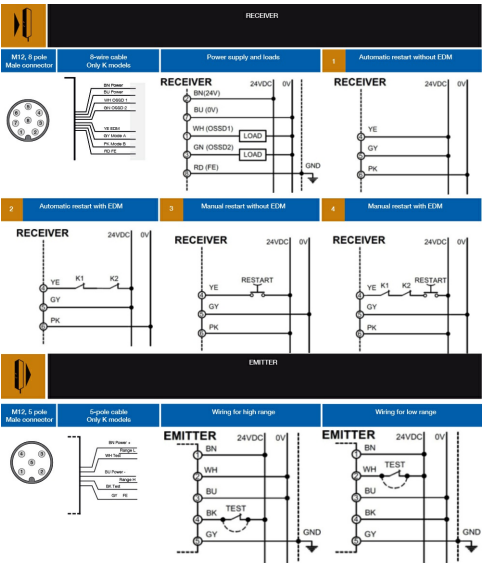 RECEIVER
M12, 8 pole
Male connector
8-wire cable
Only K models
Power supply and loads
1
Automatic restart without EDM
BN Power
BU Power
WH OSSD1
GN OSSD 2
YE EDM
GY Mode A
PK Mode B
RD FE
RECEIVER
24VDC
0V
BN(24V)
BU (0V)
WH (OSSD1)
LOAD
GN (OSSD2)
LOAD
RD (FE)
GND
RECEIVER
24VDC
0V
YE
GY
PK
2
Automatic restart with EDM
3
Manual restart without EDM
4
Manual restart with EDM
RECEIVER
24VDC
0V
YE
K1
K2
GY
PK
RECEIVER
24VDC
0V
RESTART
YE
GY
PK
RECEIVER
24VDC
0V
RESTART
YE
K1
K2
GY
PK
EMITTER
M12, 5 pole
Male connector
5-pole cable
Only K models
Wiring for high range
Wiring for low range
BN Power +
Range L
WH Test
BU Power -
Range H
BK Test
GY FE
EMITTER
24VDC
0V
BN
WH
BU
BK
TEST
GY
GND
EMITTER
24VDC
0V
BN
WH
TEST
BU
BK
GY
GND